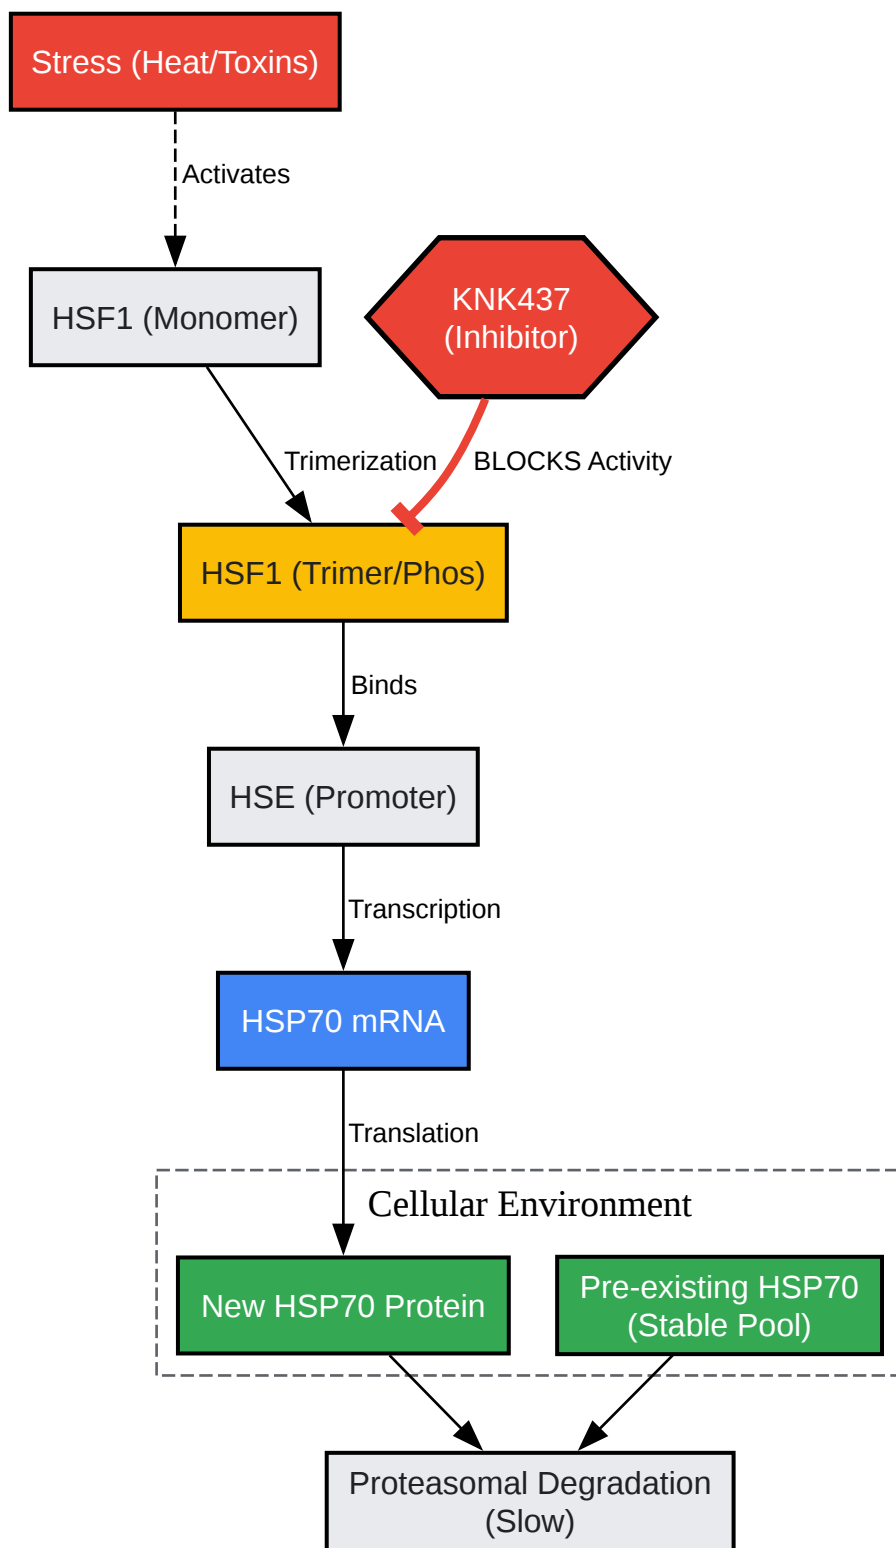 Stress (Heat/Toxins)
Activates
HSF1 (Monomer)
KNK437
(Inhibitor)
Trimerization
BLOCKS Activity
HSF1 (Trimer/Phos)
Binds
HSE (Promoter)
Transcription
HSP70 mRNA
Translation
Cellular Environment
New HSP70 Protein
Pre-existing HSP70
(Stable Pool)
Proteasomal Degradation
(Slow)